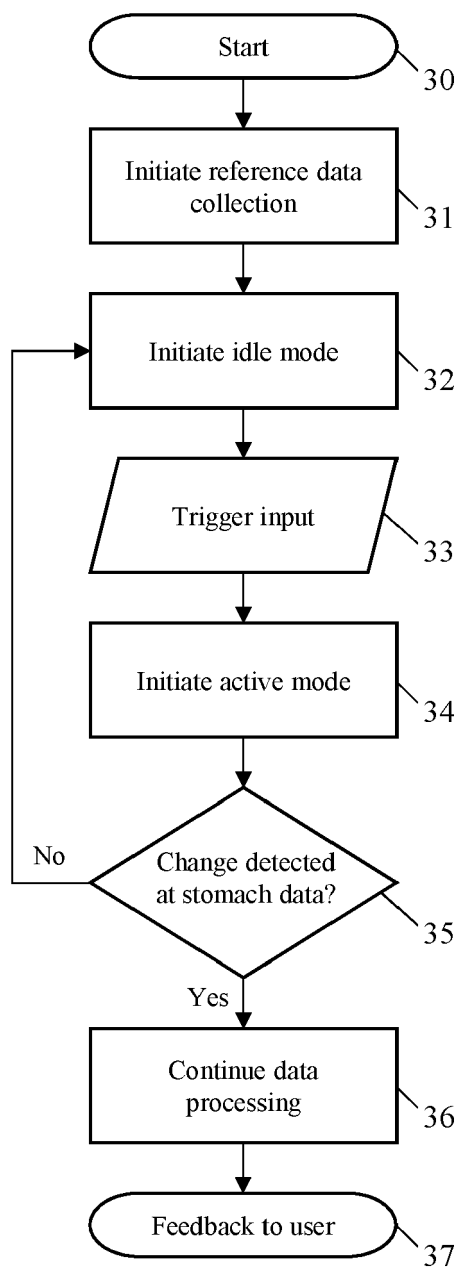 Start
30
Initiate reference data
collection
31
Initiate idle mode
32
Trigger input
33
Initiate active mode
34
No
Change detected
at stomach data?
35
Yes
Continue data
processing
36
Feedback to user
37